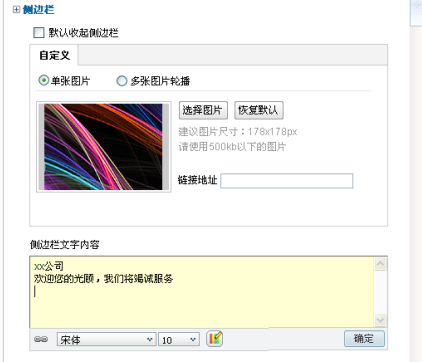 侧边栏
默认收起侧边栏
自定义
单张图片 多张图片轮播
选择图片 恢复默认
建议图片尺寸：178x178px
请使用500kb以下的图片
链接地址
侧边栏文字内容
xx公司
欢迎您的光顾，我们将竭诚服务
宋体 10 确定